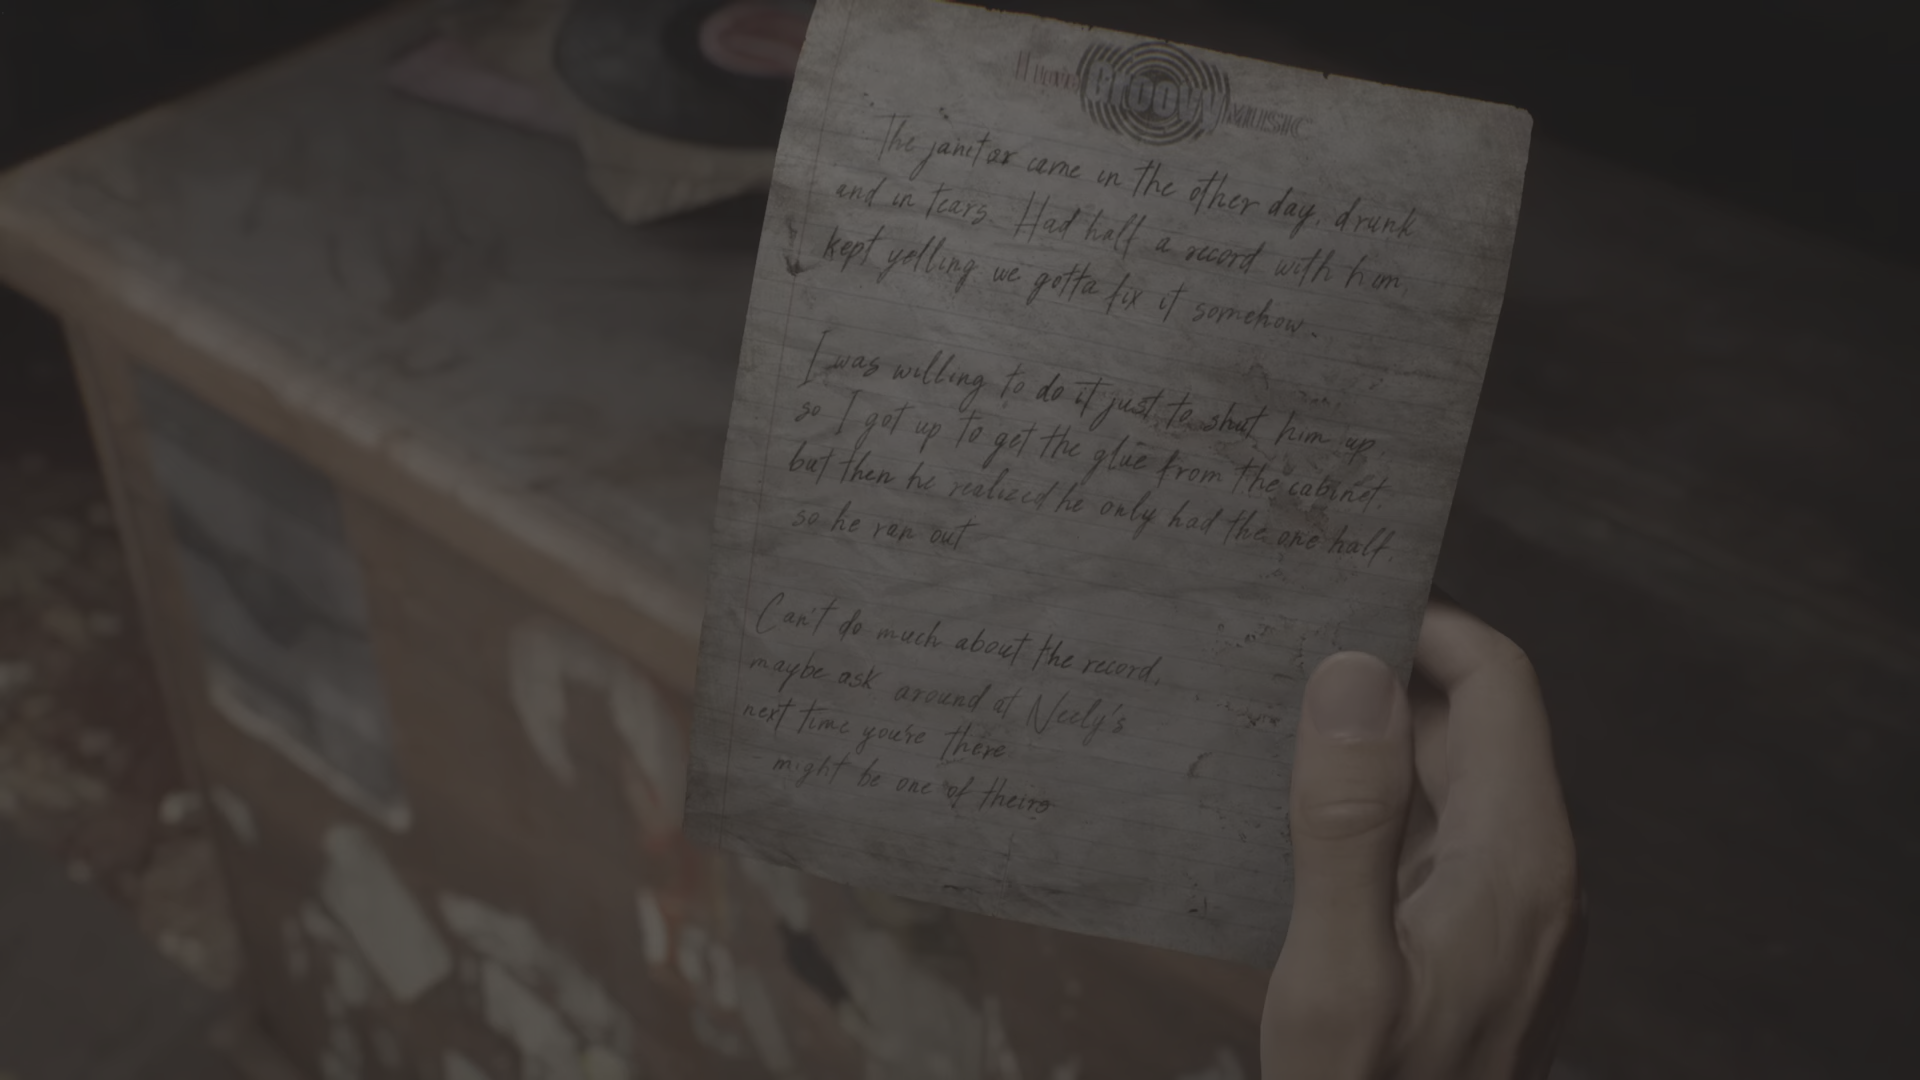 GROOVY MUSIC
The janitor came in the other day, drunk
and in tears. Had half a record with him,
kept yelling we gotta fix it somehow.
I was willing to do it just to shut him up,
so I got up to get the glue from the cabinet.
but then he realized he only had the one half,
so he ran out
Can't do much about the record,
maybe ask around at Neely's
next time you're there
- might be one of theirs